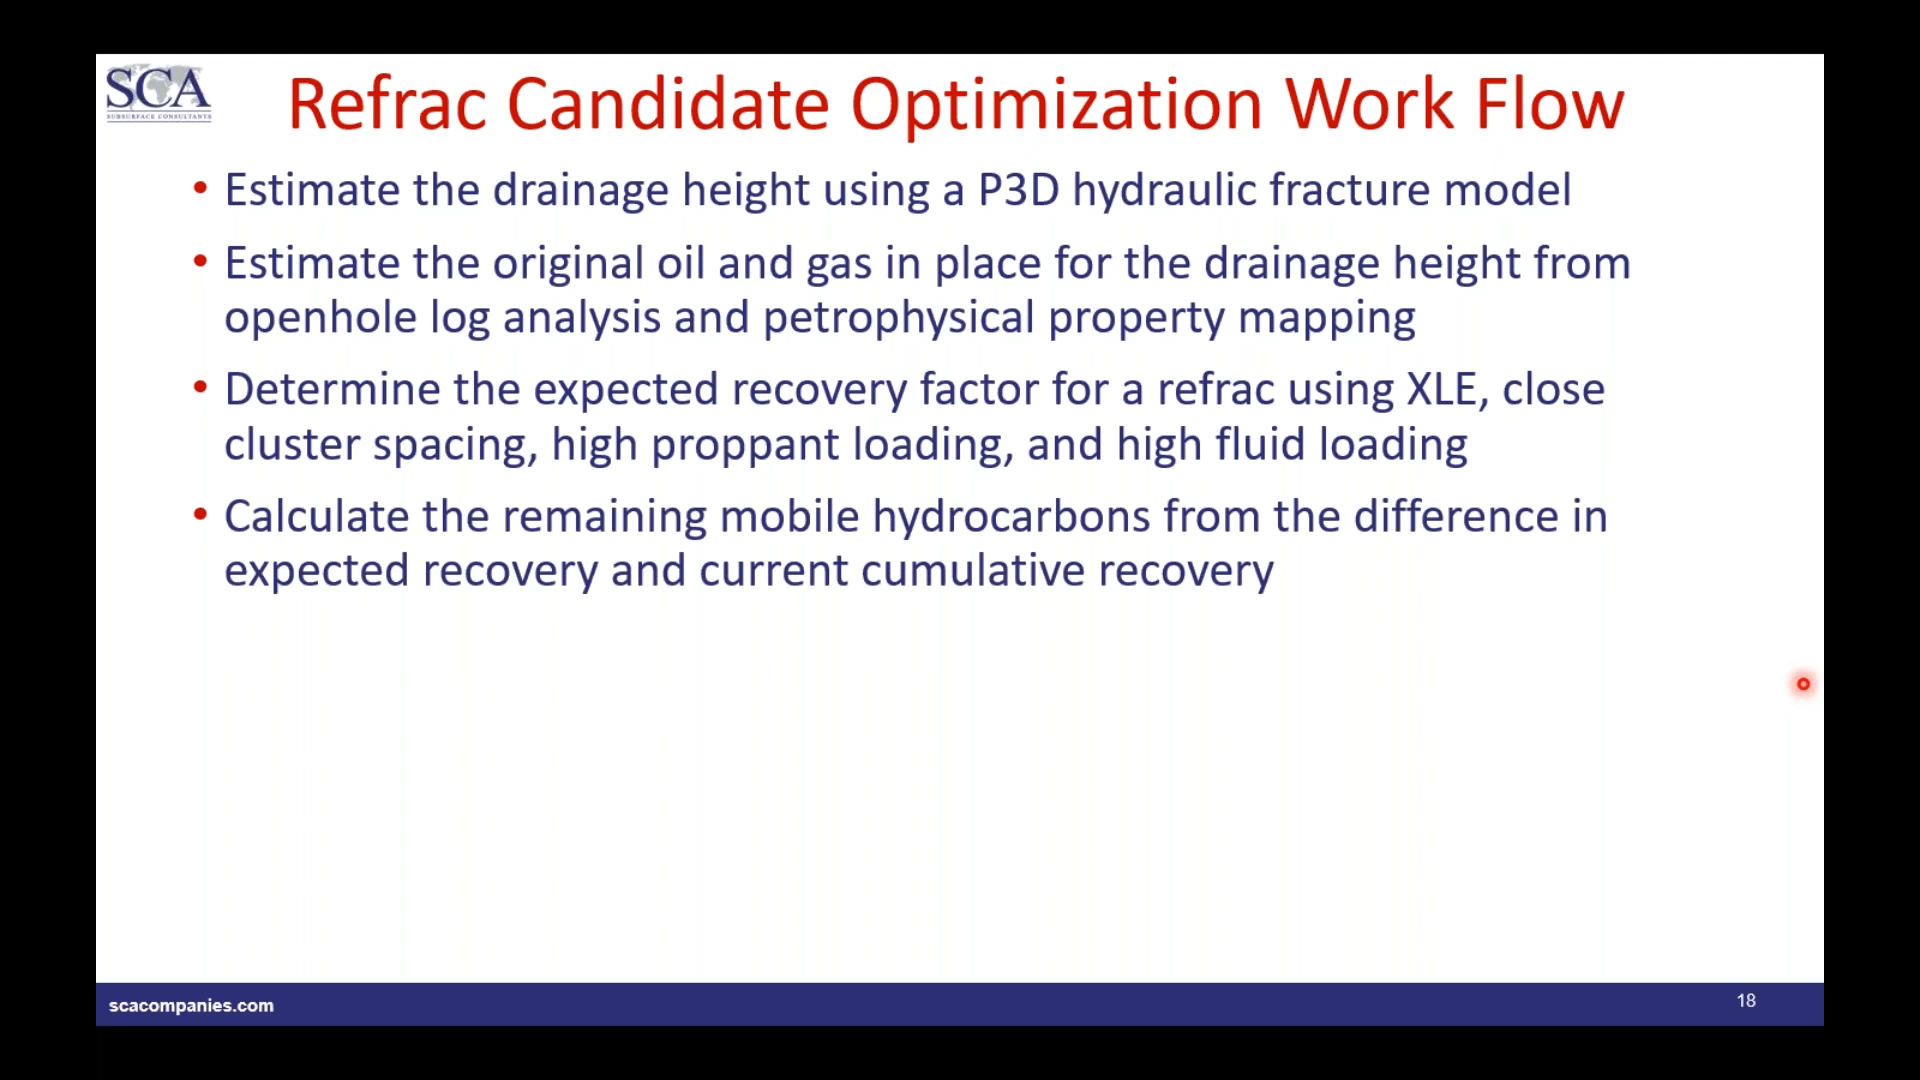 SCA
SUBSURFACE CONSULTANTS
Refrac Candidate Optimization Work Flow
• Estimate the drainage height using a P3D hydraulic fracture model
• Estimate the original oil and gas in place for the drainage height from
openhole log analysis and petrophysical property mapping
• Determine the expected recovery factor for a refrac using XLE, close
cluster spacing, high proppant loading, and high fluid loading
• Calculate the remaining mobile hydrocarbons from the difference in
expected recovery and current cumulative recovery
scacompanies.com
18